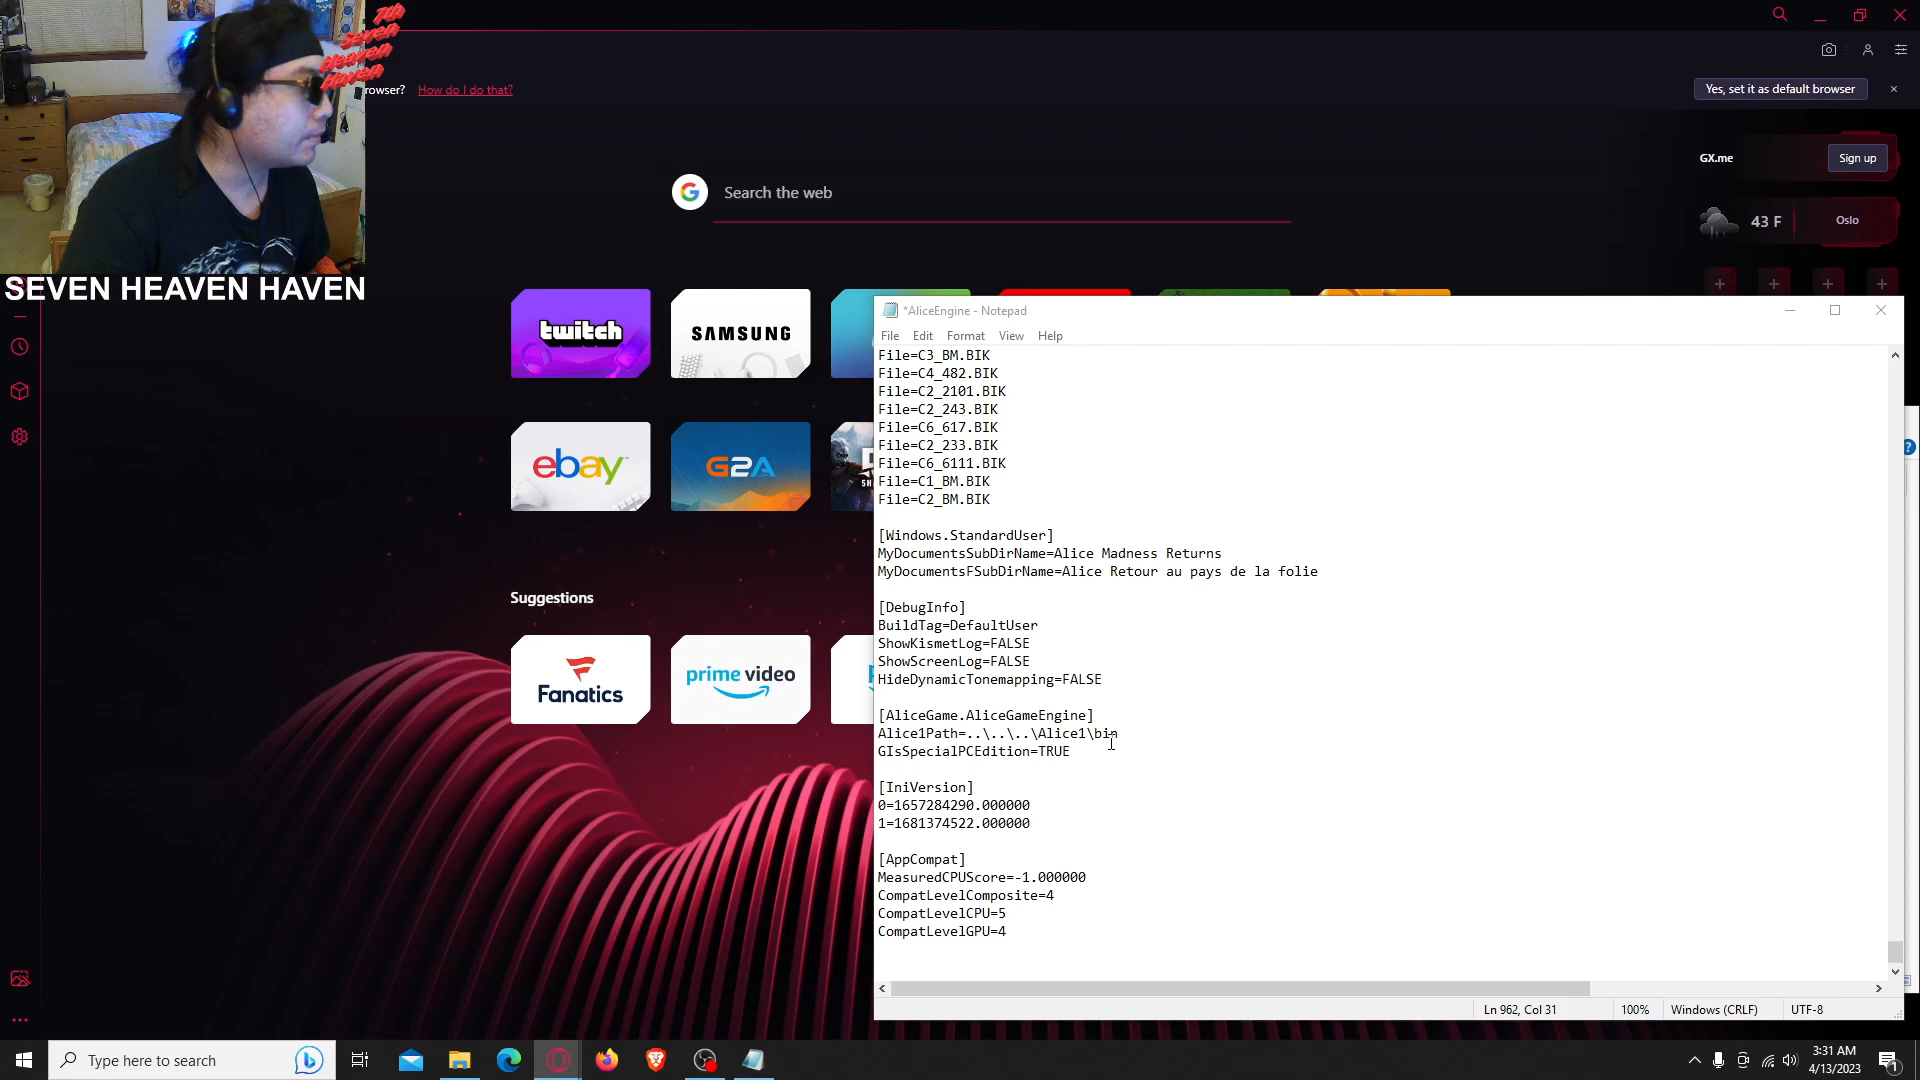 7th
Seven
Heaven
Haven
rowser?
How do I do that?
Yes, set it as default browser
GX.me
Sign up
Search the web
43 F
Oslo
SEVEN HEAVEN HAVEN
twitch
SAMSUNG
ebay
G2A
Suggestions
Fanatics
prime video
*AliceEngine - Notepad
File Edit Format View Help
File=C3_BM.BIK
File=C4_482.BIK
File=C2_2101.BIK
File=C2_243.BIK
File=C6_617.BIK
File=C2_233.BIK
File=C6_6111.BIK
File=C1_BM.BIK
File=C2_BM.BIK
[Windows.StandardUser]
MyDocumentsSubDirName=Alice Madness Returns
MyDocumentsFSubDirName=Alice Retour au pays de la folie
[DebugInfo]
BuildTag=DefaultUser
ShowKismetLog=FALSE
ShowScreenLog=FALSE
HideDynamicTonemapping=FALSE
[AliceGame.AliceGameEngine]
Alice1Path=..\..\..\Alice1\bin
GIsSpecialPCEdition=TRUE
[IniVersion]
0=1657284290.000000
1=1681374522.000000
[AppCompat]
MeasuredCPUScore=-1.000000
CompatLevelComposite=4
CompatLevelCPU=5
CompatLevelGPU=4
Ln 962, Col 31
100%
Windows (CRLF)
UTF-8
Type here to search
3:31 AM
4/13/2023
1